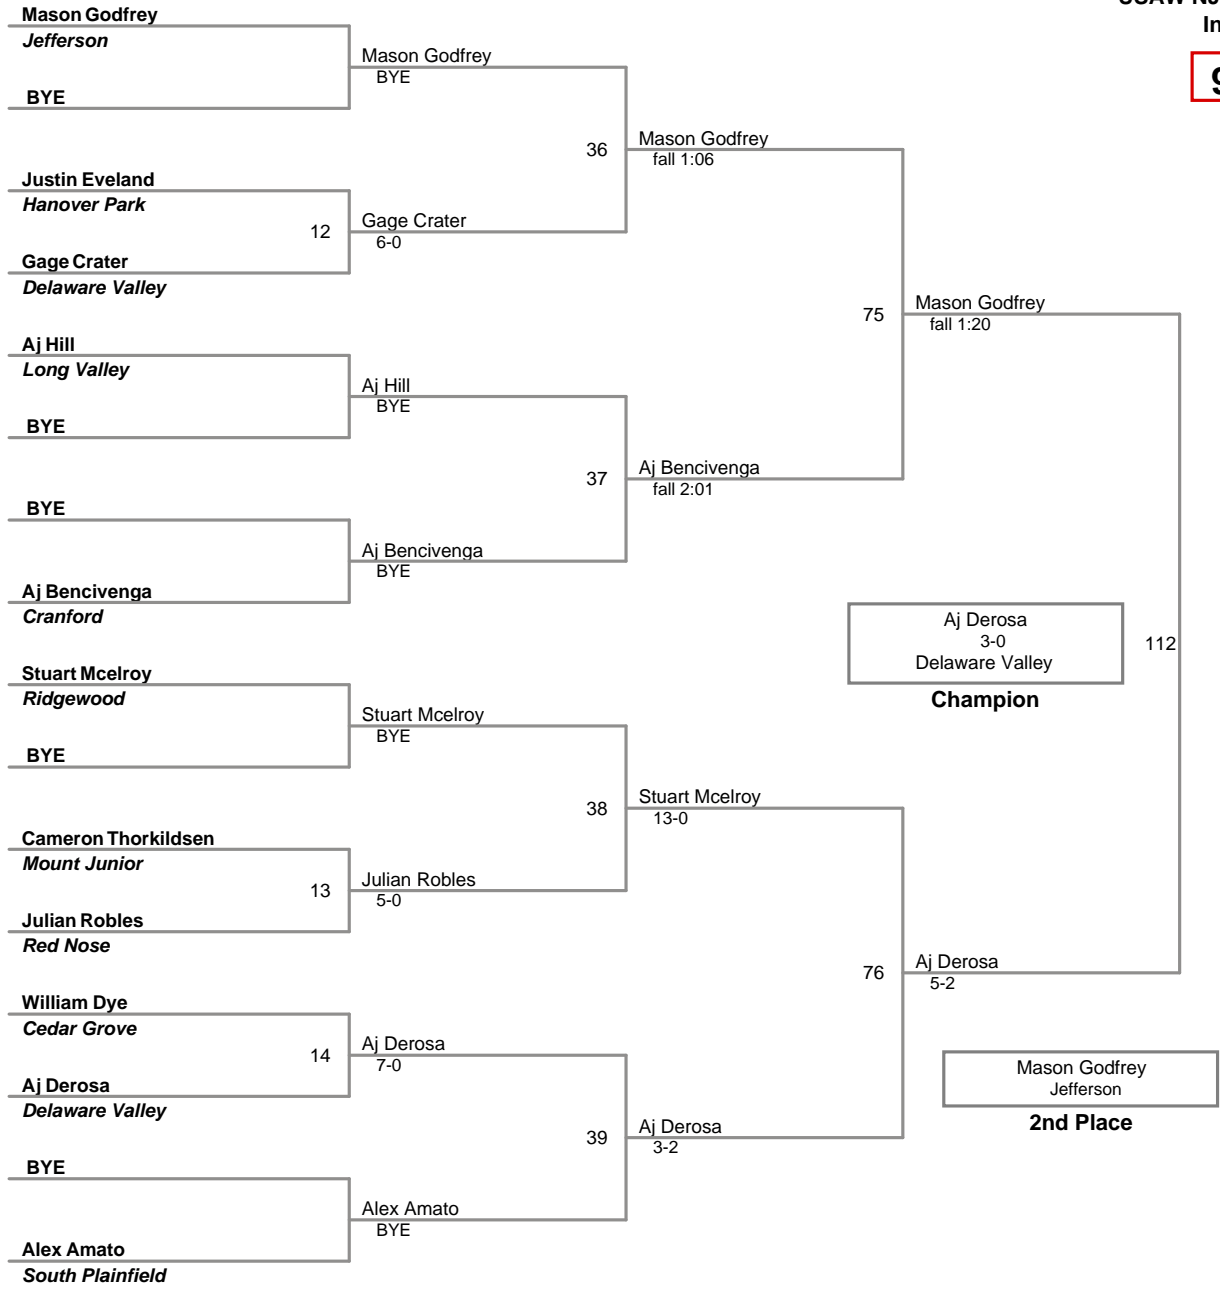 Mason Godfrey
Jefferson
BYE
Mason Godfrey
BYE
Justin Eveland
Hanover Park
12
Gage Crater
Delaware Valley
Gage Crater
6-0
36
Mason Godfrey
fall 1:06
Aj Hill
Long Valley
BYE
Aj Hill
BYE
BYE
Aj Bencivenga
Cranford
Aj Bencivenga
BYE
37
Aj Bencivenga
fall 2:01
75
Mason Godfrey
fall 1:20
Stuart Mcelroy
Ridgewood
BYE
Stuart Mcelroy
BYE
Cameron Thorkildsen
Mount Junior
13
Julian Robles
Red Nose
Julian Robles
5-0
38
Stuart Mcelroy
13-0
William Dye
Cedar Grove
14
Aj Derosa
Delaware Valley
Aj Derosa
7-0
BYE
Alex Amato
South Plainfield
Alex Amato
BYE
39
Aj Derosa
3-2
76
Aj Derosa
5-2
112
Aj Derosa
3-0
Delaware Valley
Champion
Mason Godfrey
Jefferson
2nd Place